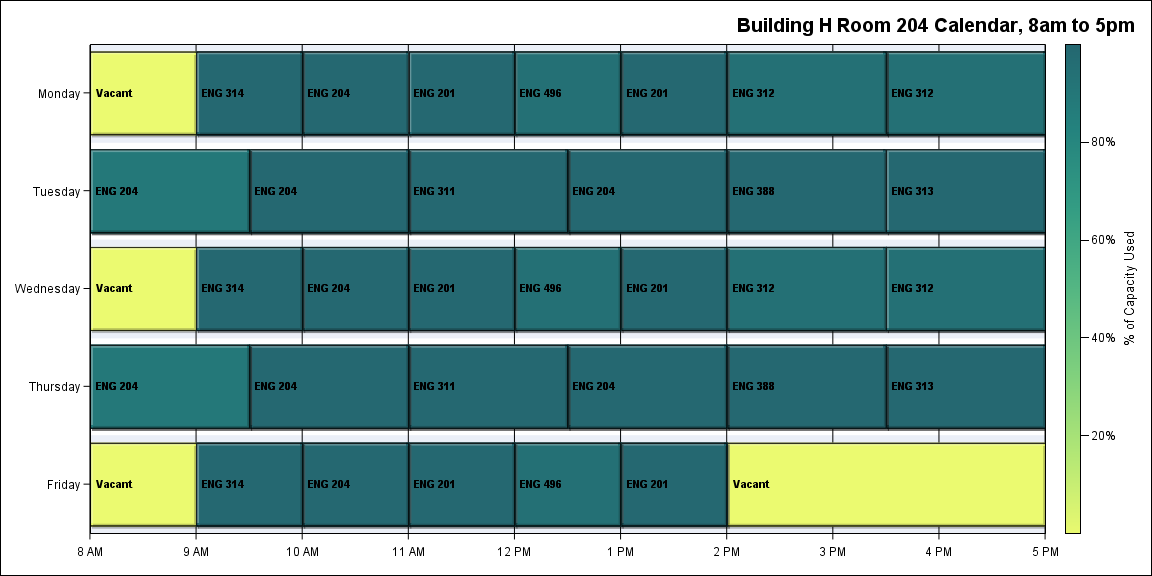 Building H Room 204 Calendar, 8am to 5pm
Monday Vacant ENG 314 ENG 204 ENG 201 ENG 496 ENG 201 ENG 312 ENG 312
80%
Tuesday ENG 204 ENG 204 ENG 311 ENG 204 ENG 388 ENG 313
60%
% of Capacity Used
Wednesday Vacant ENG 314 ENG 204 ENG 201 ENG 496 ENG 201 ENG 312 ENG 312
40%
Thursday ENG 204 ENG 204 ENG 311 ENG 204 ENG 388 ENG 313
20%
Friday Vacant ENG 314 ENG 204 ENG 201 ENG 496 ENG 201 Vacant
8 AM 9 AM 10 AM 11 AM 12 PM 1 PM 2 PM 3 PM 4 PM 5 PM